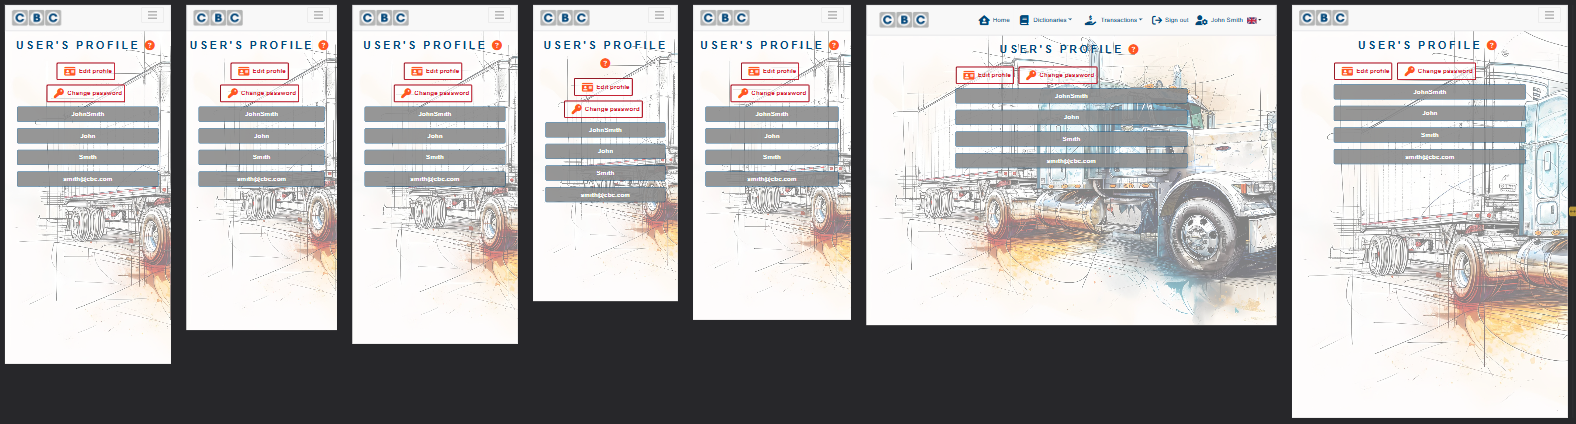 CBC
USER'S PROFILE ?
Edit profile
Change password
JohnSmith
John
Smith
smith@cbc.com
CBC
USER'S PROFILE ?
Edit profile
Change password
JohnSmith
John
Smith
smith@cbc.com
CBC
USER'S PROFILE ?
Edit profile
Change password
JohnSmith
John
Smith
smith@cbc.com
CBC
USER'S PROFILE
?
Edit profile
Change password
JohnSmith
John
Smith
smith@cbc.com
CBC
USER'S PROFILE ?
Edit profile
Change password
JohnSmith
John
Smith
smith@cbc.com
CBC Home Dictionaries Transactions Sign out John Smith
USER'S PROFILE ?
Edit profile Change password
JohnSmith
John
Smith
smith@cbc.com
CBC
USER'S PROFILE ?
Edit profile Change password
JohnSmith
John
Smith
smith@cbc.com